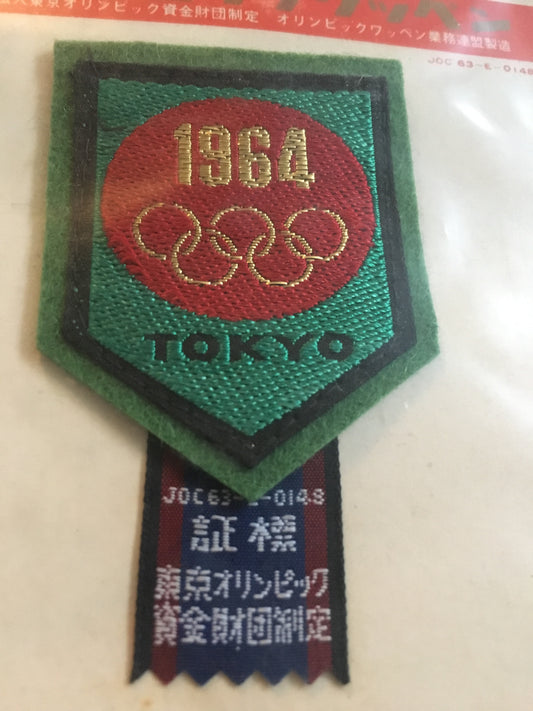 東京オリンピック資金財団制定 オリンピックワッペン業務連盟製造
JOC 63-E-0148
1964
TOKYO
JOC63-E-0148
証標
東京オリンピック
資金財団制定